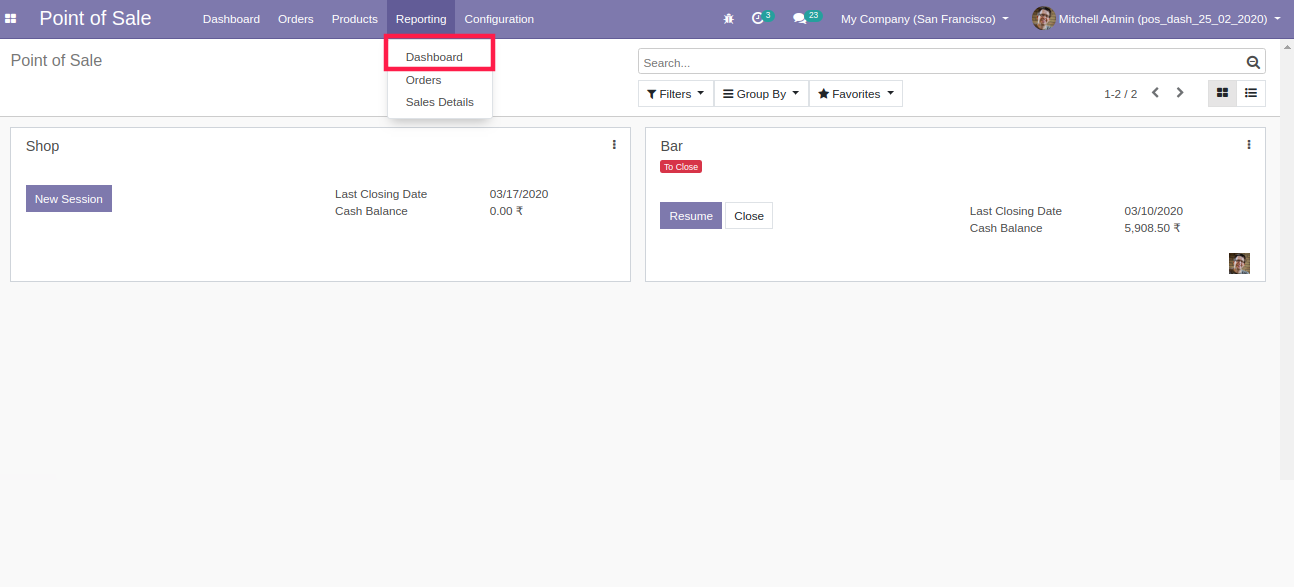 Point of Sale Dashboard Orders Products Reporting Configuration 3 23 My Company (San Francisco) Mitchell Admin (pos_dash_25_02_2020)
Point of Sale
Dashboard
Orders
Sales Details
Search...
Filters Group By Favorites 1-2 / 2
Shop
New Session
Last Closing Date 03/17/2020
Cash Balance 0.00 ₹
Bar
To Close
Resume Close
Last Closing Date 03/10/2020
Cash Balance 5,908.50 ₹